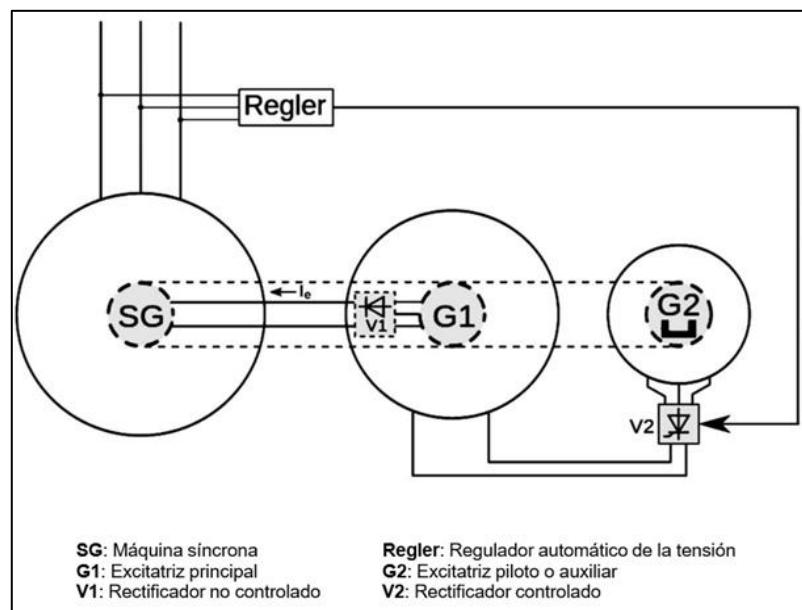 Regler
SG
Ie
V1
G1
G2
V2
SG: Máquina síncrona
G1: Excitatriz principal
V1: Rectificador no controlado
Regler: Regulador automático de la tensión
G2: Excitatriz piloto o auxiliar
V2: Rectificador controlado